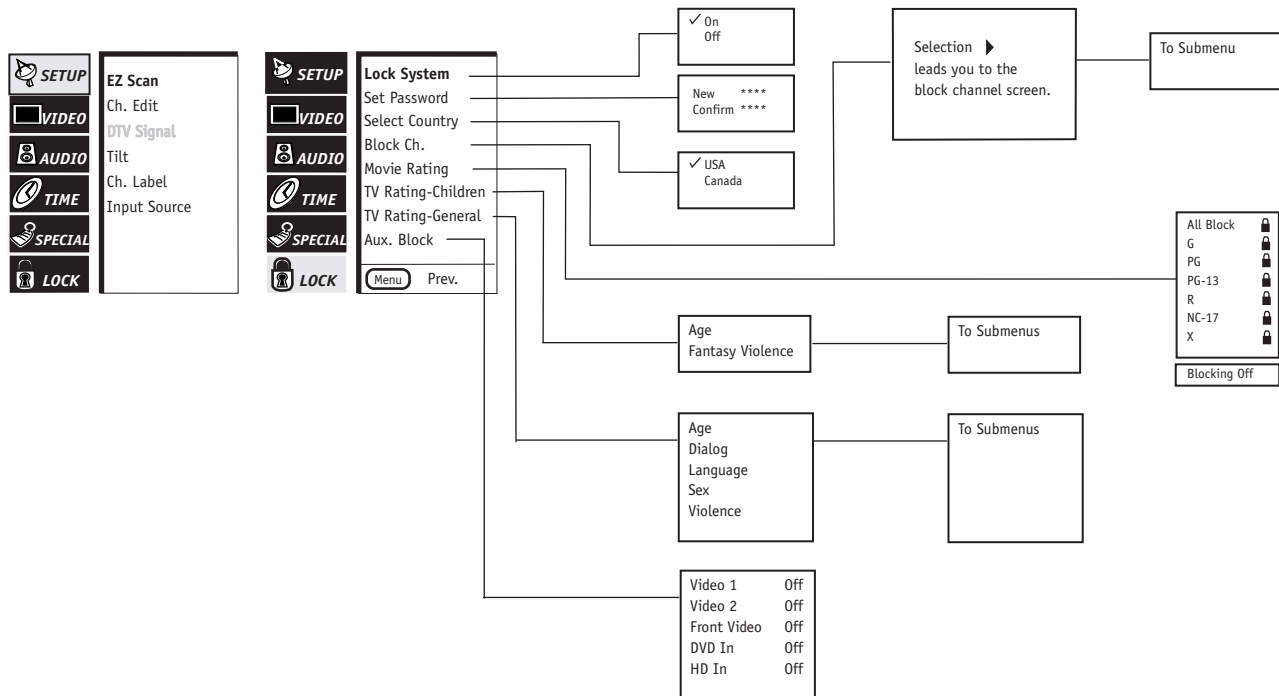 SETUP
VIDEO
AUDIO
TIME
SPECIAL
LOCK
EZ Scan
Ch. Edit
DTV Signal
Tilt
Ch. Label
Input Source
SETUP
VIDEO
AUDIO
TIME
SPECIAL
LOCK
Lock System
Set Password
Select Country
Block Ch.
Movie Rating
TV Rating-Children
TV Rating-General
Aux. Block
Menu Prev.
✓ On
Off
New ****
Confirm ****
✓ USA
Canada
Selection ▶
leads you to the
block channel screen.
To Submenu
All Block
G
PG
PG-13
R
NC-17
X
Blocking Off
Age
Fantasy Violence
To Submenus
Age
Dialog
Language
Sex
Violence
To Submenus
Video 1 Off
Video 2 Off
Front Video Off
DVD In Off
HD In Off